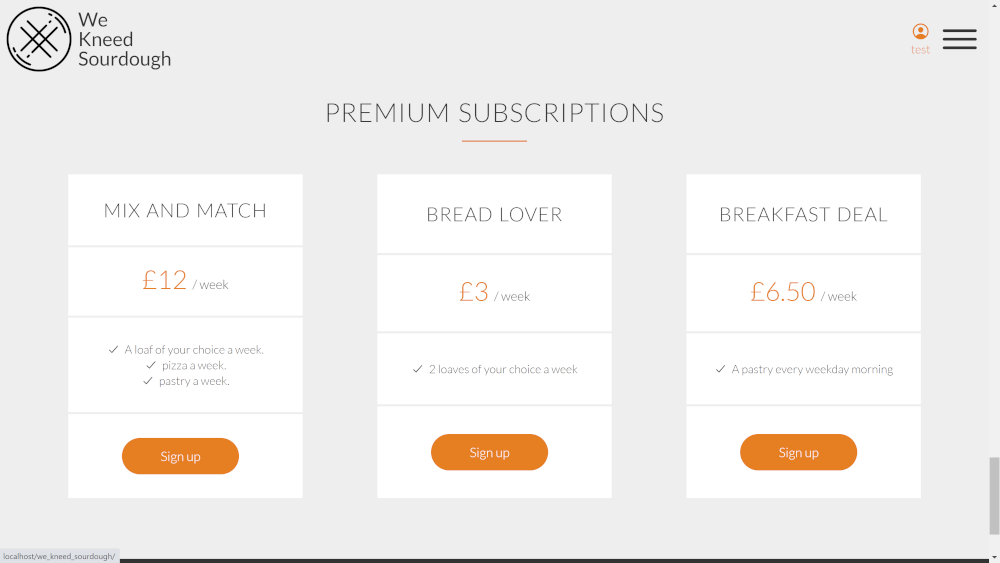 We
Kneed
Sourdough
test
PREMIUM SUBSCRIPTIONS
MIX AND MATCH
£12 / week
A loaf of your choice a week.
pizza a week.
pastry a week.
Sign up
BREAD LOVER
£3 / week
2 loaves of your choice a week
Sign up
BREAKFAST DEAL
£6.50 / week
A pastry every weekday morning
Sign up
localhost/we_kneed_sourdough/